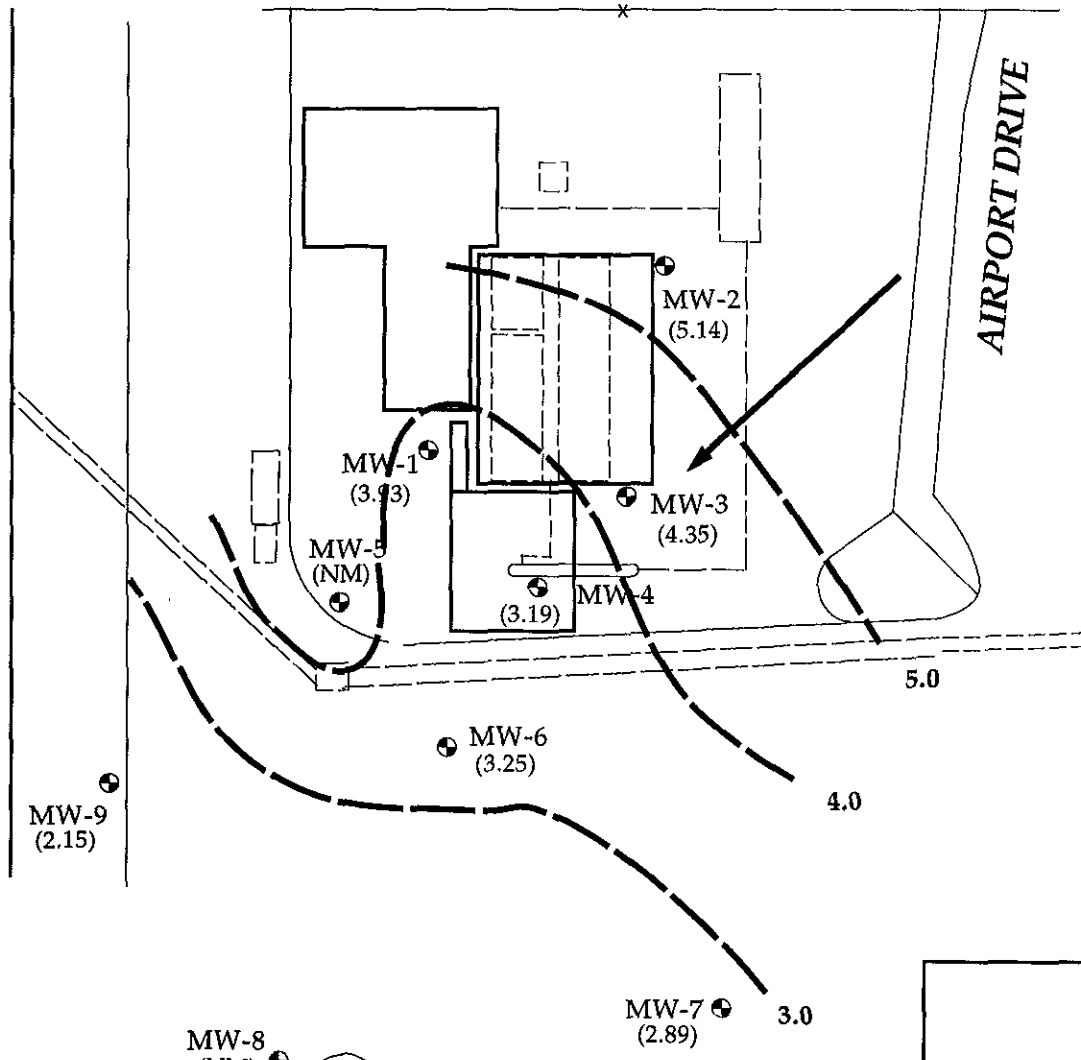 x
AIRPORT DRIVE
MW-2
(5.14)
MW-1
(3.93)
MW-3
(4.35)
MW-5
(NM)
MW-4
(3.19)
5.0
MW-6
(3.25)
4.0
MW-9
(2.15)
MW-7
(2.89)
3.0
MW-8